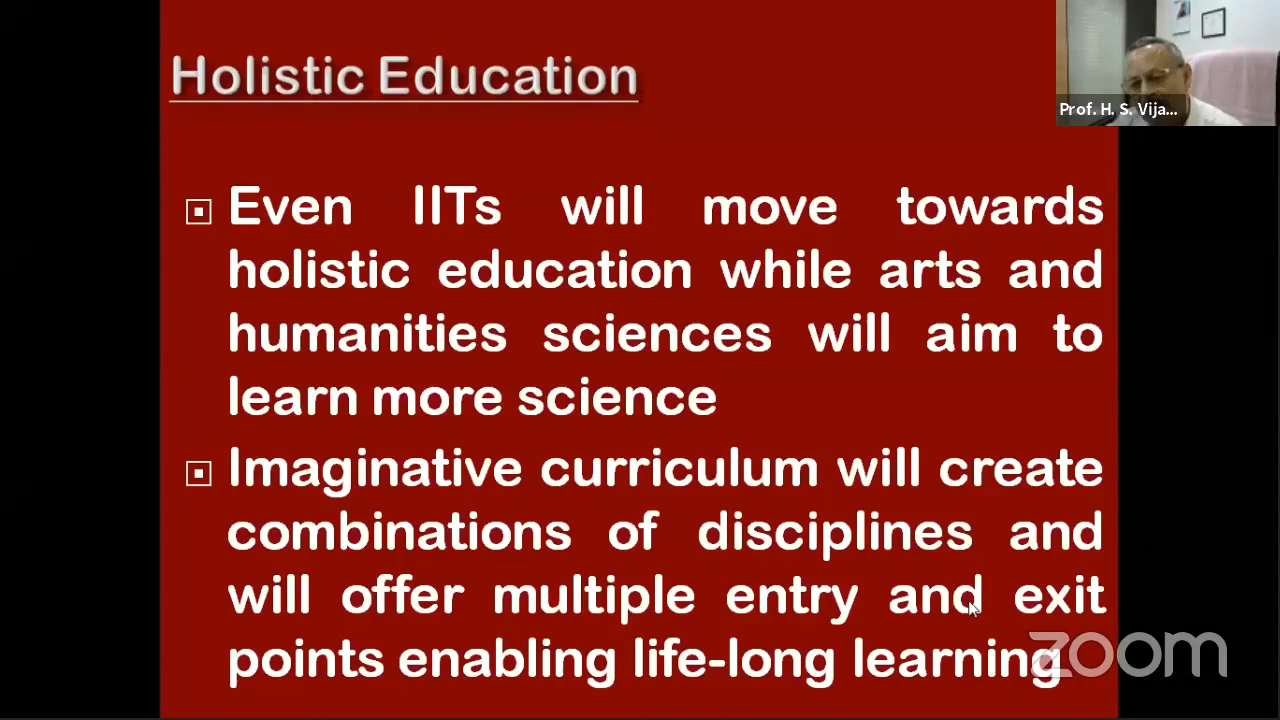 Holistic Education
Prof. H. S. Vija...
Even IITs will move towards
holistic education while arts and
humanities sciences will aim to
learn more science
Imaginative curriculum will create
combinations of disciplines and
will offer multiple entry and exit
points enabling life-long learning
zoom